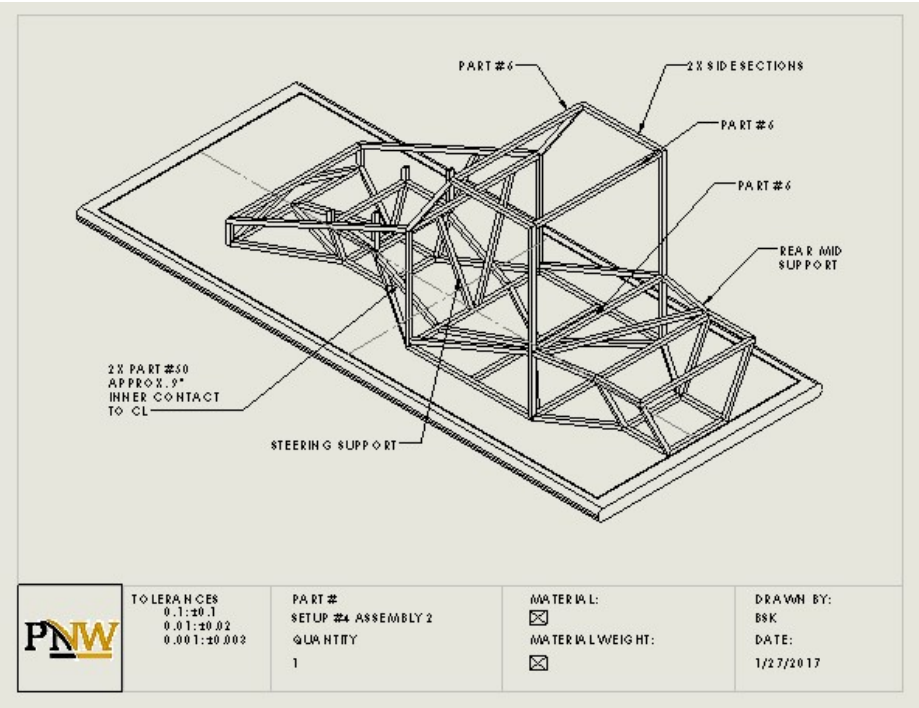 PART #6
2X SIDE SECTIONS
PART #6
PART #6
REAR MID
SUPPORT
2X PART #50
APPROX. 9"
INNER CONTACT
TO CL
STEERING SUPPORT
PNW
TOLERANCES
0.1:±0.1
0.01:±0.02
0.001:±0.003
PART #
SETUP #4 ASSEMBLY 2
QUANTITY
1
MATERIAL:
MATERIAL WEIGHT:
DRAWN BY:
BSK
DATE:
1/27/2017